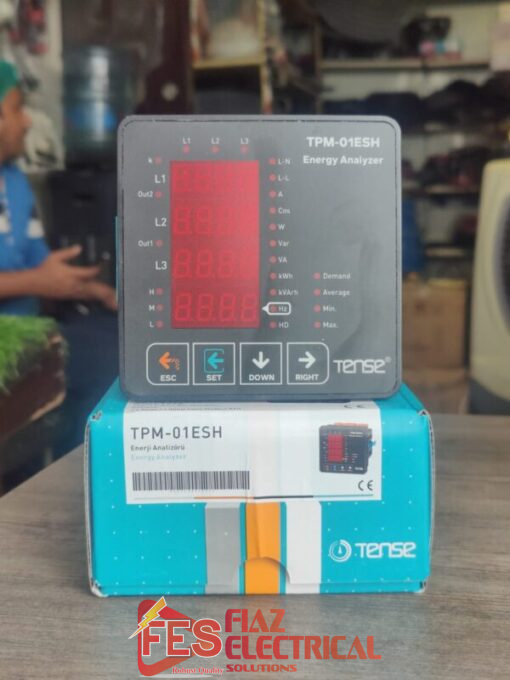 TPM-01ESH
Energy Analyzer
L1 L2 L3
k
L-N
L1
L-L
Out2
A
Cos
L2
W
Out1
Var
VA
L3
kWh
Demand
H
kVArh
Average
M
Hz
Min.
L
HD
Max.
ESC
SET
DOWN
RIGHT
TENSE
TPM-01ESH
Enerji Analizörü
Energy Analyzer
CE
TENSE
FES
FIAZ
ELECTRICAL
SOLUTIONS